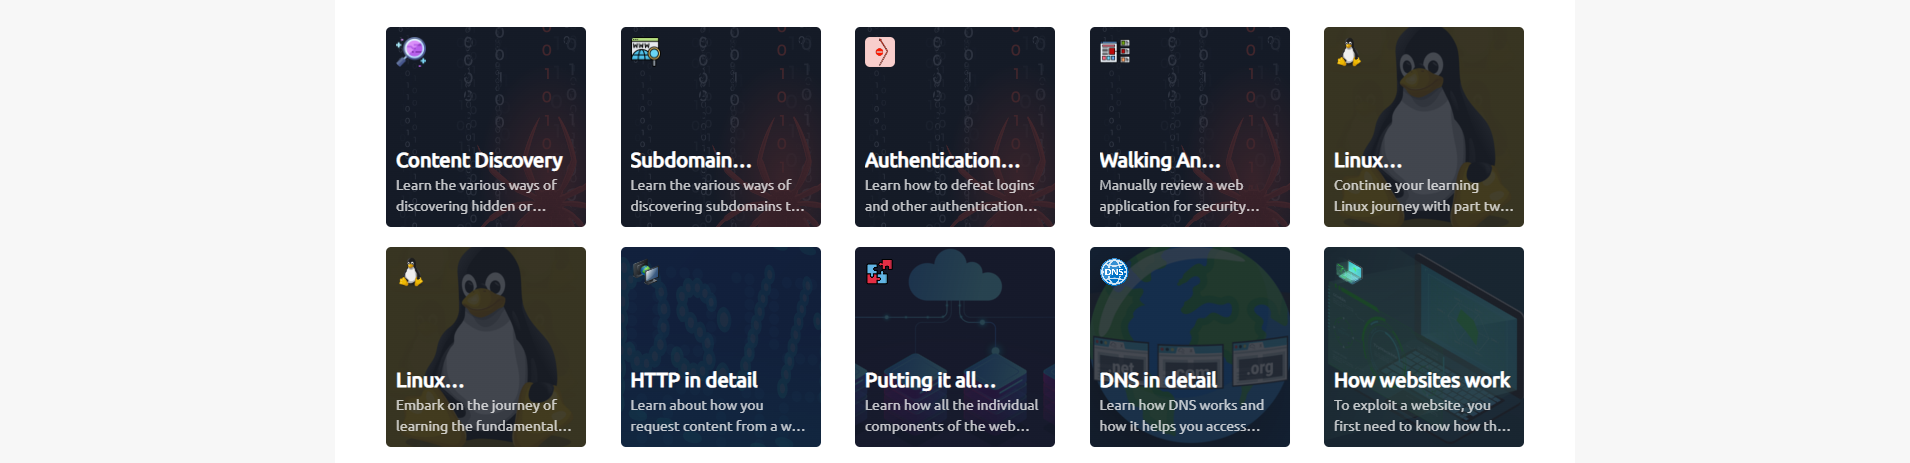 Content Discovery
Learn the various ways of
discovering hidden or…
Subdomain…
Learn the various ways of
discovering subdomains t…
Authentication…
Learn how to defeat logins
and other authentication…
Walking An…
Manually review a web
application for security…
Linux…
Continue your learning
Linux journey with part tw…
Linux…
Embark on the journey of
learning the fundamental…
HTTP in detail
Learn about how you
request content from a w…
Putting it all…
Learn how all the individual
components of the web…
DNS
.net
.com
.org
DNS in detail
Learn how DNS works and
how it helps you access…
How websites work
To exploit a website, you
first need to know how th…